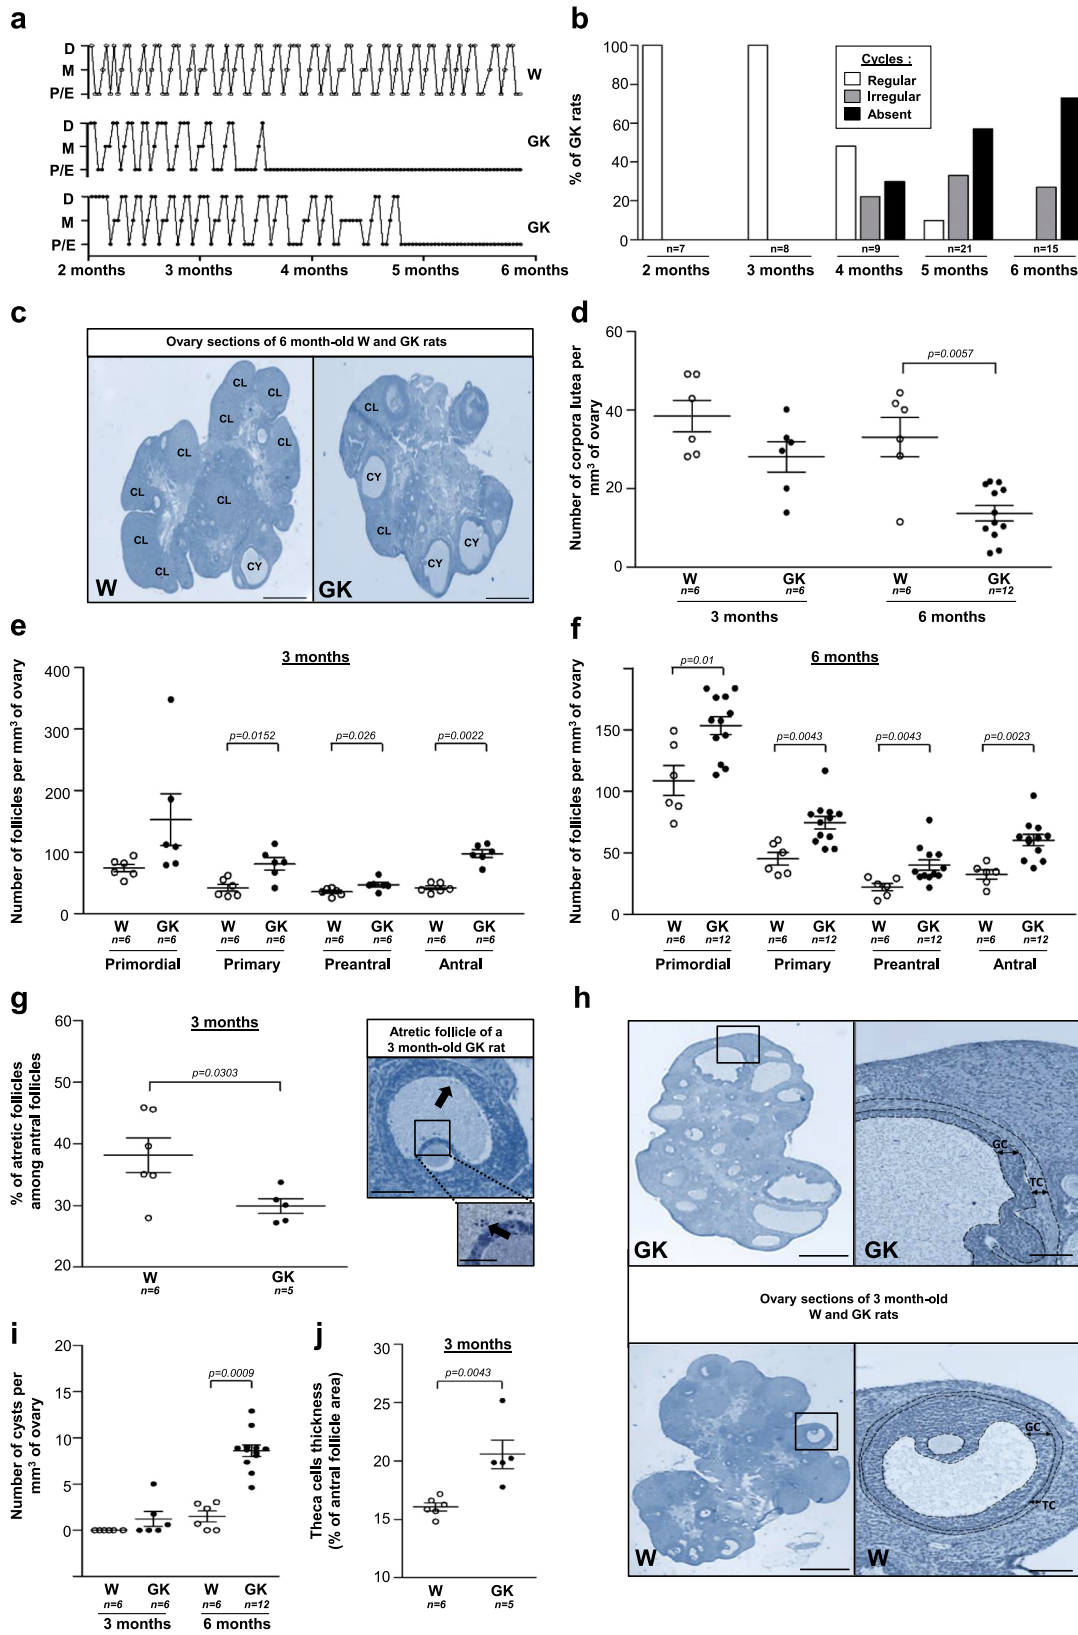 a
D
M
P/E
W
D
M
P/E
GK
D
M
P/E
GK
2 months
3 months
4 months
5 months
6 months
b
% of GK rats
100
80
60
40
20
0
Cycles :
Regular
Irregular
Absent
n=7
n=8
n=9
n=21
n=15
2 months
3 months
4 months
5 months
6 months
c
Ovary sections of 6 month-old W and GK rats
CL
CL
CL
CL
CL
CL
CL
CL
CL
CY
W
CL
CY
CL
CY
CY
GK
d
Number of corpora lutea per
mm³ of ovary
60
40
20
0
p=0.0057
W
n=6
GK
n=6
W
n=6
GK
n=12
3 months
6 months
e
3 months
Number of follicles per mm³ of ovary
400
300
200
100
0
p=0.0152
p=0.026
p=0.0022
W
GK
W
GK
W
GK
W
GK
n=6
n=6
n=6
n=6
n=6
n=6
n=6
n=6
Primordial
Primary
Preantral
Antral
f
6 months
Number of follicles per mm³ of ovary
150
100
50
0
p=0.01
p=0.0043
p=0.0043
p=0.0023
W
GK
W
GK
W
GK
W
GK
n=6
n=12
n=6
n=12
n=6
n=12
n=6
n=12
Primordial
Primary
Preantral
Antral
g
3 months
% of atretic follicles
among antral follicles
60
50
40
30
20
p=0.0303
W
n=6
GK
n=5
Atretic follicle of a
3 month-old GK rat
h
GK
GC
TC
GK
Ovary sections of 3 month-old
W and GK rats
W
GC
TC
W
i
Number of cysts per
mm³ of ovary
20
15
10
5
0
p=0.0009
W
GK
W
GK
n=6
n=6
n=6
n=12
3 months
6 months
j
3 months
Theca cells thickness
(% of antral follicle area)
30
25
20
15
10
p=0.0043
W
n=6
GK
n=5